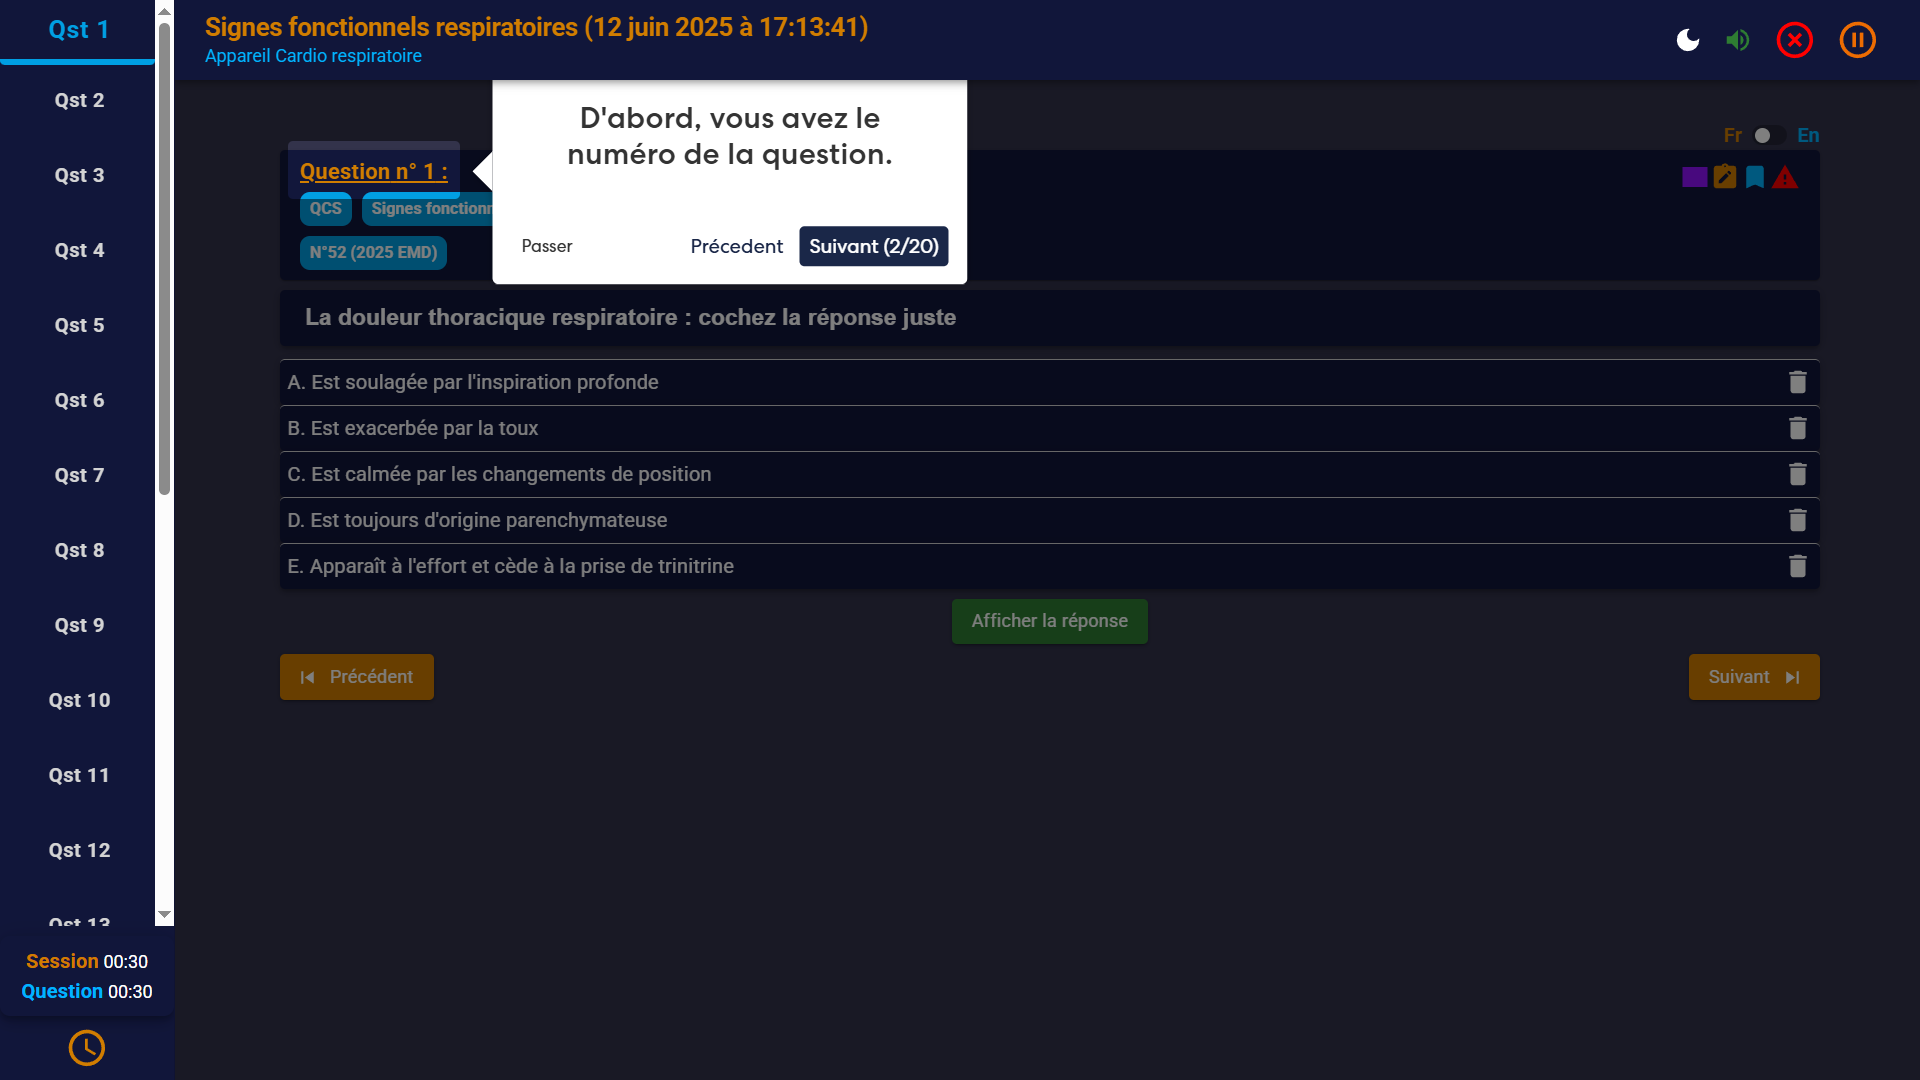 Qst 1
Qst 2
Qst 3
Qst 4
Qst 5
Qst 6
Qst 7
Qst 8
Qst 9
Qst 10
Qst 11
Qst 12
Qst 13
Session 00:30
Question 00:30
Signes fonctionnels respiratoires (12 juin 2025 à 17:13:41)
Appareil Cardio respiratoire
D'abord, vous avez le
numéro de la question.
Passer
Précedent
Suivant (2/20)
Fr En
Question n° 1 :
QCS
Signes fonctionn
N°52 (2025 EMD)
La douleur thoracique respiratoire : cochez la réponse juste
A. Est soulagée par l'inspiration profonde
B. Est exacerbée par la toux
C. Est calmée par les changements de position
D. Est toujours d'origine parenchymateuse
E. Apparaît à l'effort et cède à la prise de trinitrine
Afficher la réponse
Précédent
Suivant